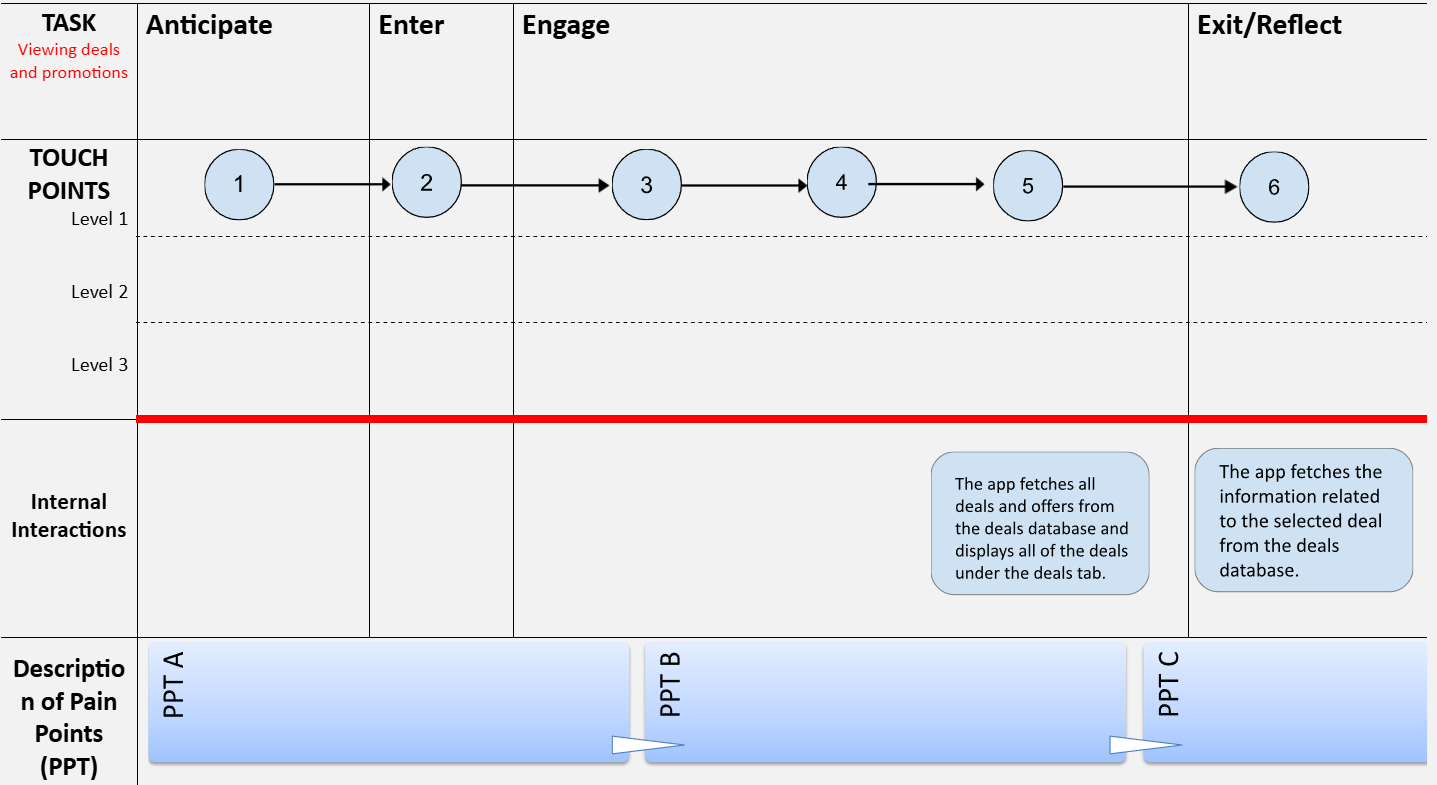 TASK
Viewing deals
and promotions
Anticipate
Enter
Engage
Exit/Reflect
TOUCH
POINTS
Level 1
1
2
3
4
5
6
Level 2
Level 3
Internal
Interactions
The app fetches all
deals and offers from
the deals database and
displays all of the deals
under the deals tab.
The app fetches the
information related
to the selected deal
from the deals
database.
Descriptio
n of Pain
Points
(PPT)
PPT A
PPT B
PPT C